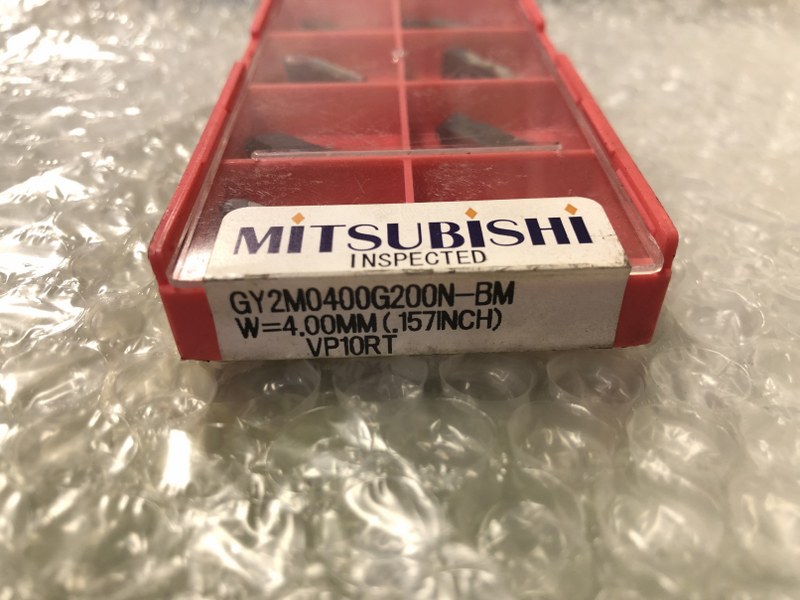 MITSUBISHI
INSPECTED
GY2M0400G200N-BM
W=4.00MM(.157INCH)
VP10RT